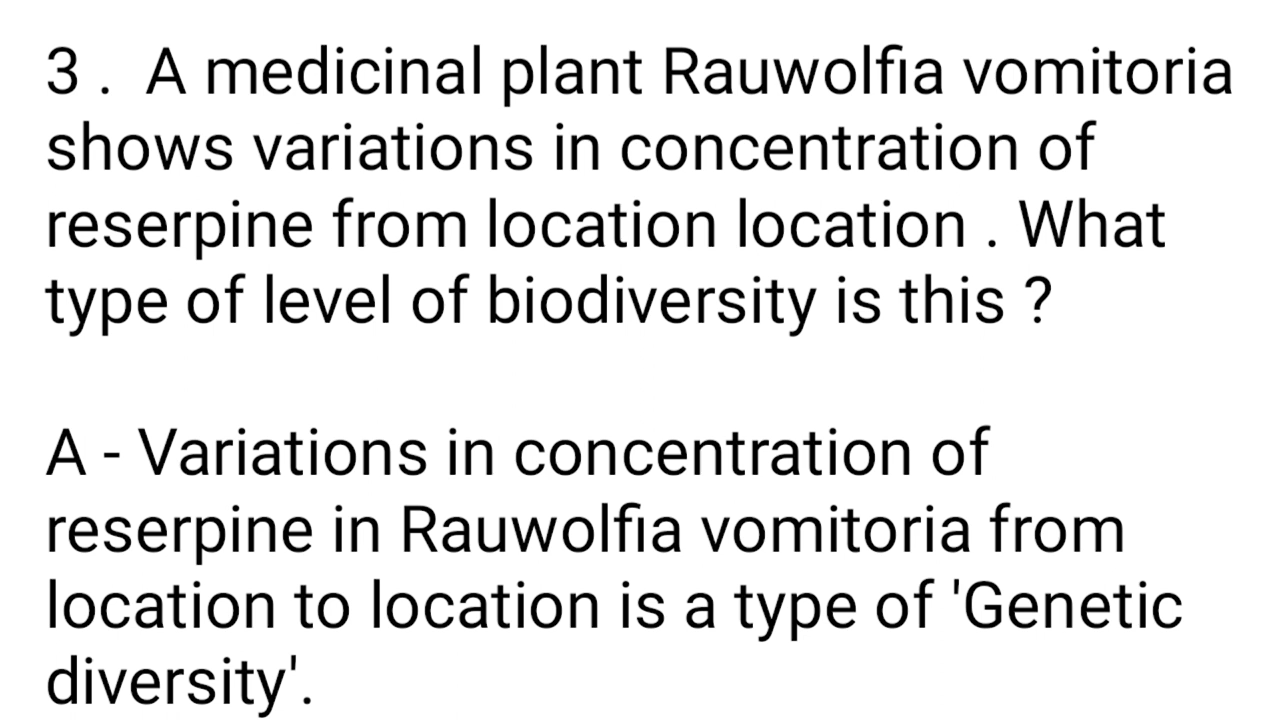 3 .  A medicinal plant Rauwolfia vomitoria
shows variations in concentration of
reserpine from location location . What
type of level of biodiversity is this ?
A - Variations in concentration of
reserpine in Rauwolfia vomitoria from
location to location is a type of 'Genetic
diversity'.